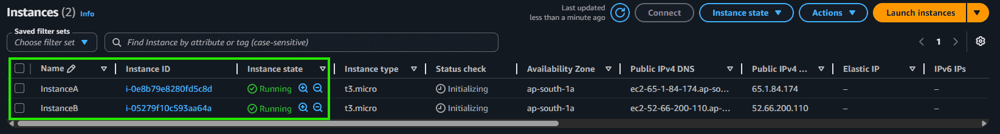 Instances (2) Info
Last updated
less than a minute ago
Connect
Instance state
Actions
Launch instances
Saved filter sets
Choose filter set
Find Instance by attribute or tag (case-sensitive)
1
Name Instance ID Instance state Instance type Status check Availability Zone Public IPv4 DNS Public IPv4 ... Elastic IP IPv6 IPs
InstanceA i-0e8b79e8280fd5c8d Running t3.micro Initializing ap-south-1a ec2-65-1-84-174.ap-so... 65.1.84.174 – –
InstanceB i-05279f10c593aa64a Running t3.micro Initializing ap-south-1a ec2-52-66-200-110.ap-... 52.66.200.110 – –